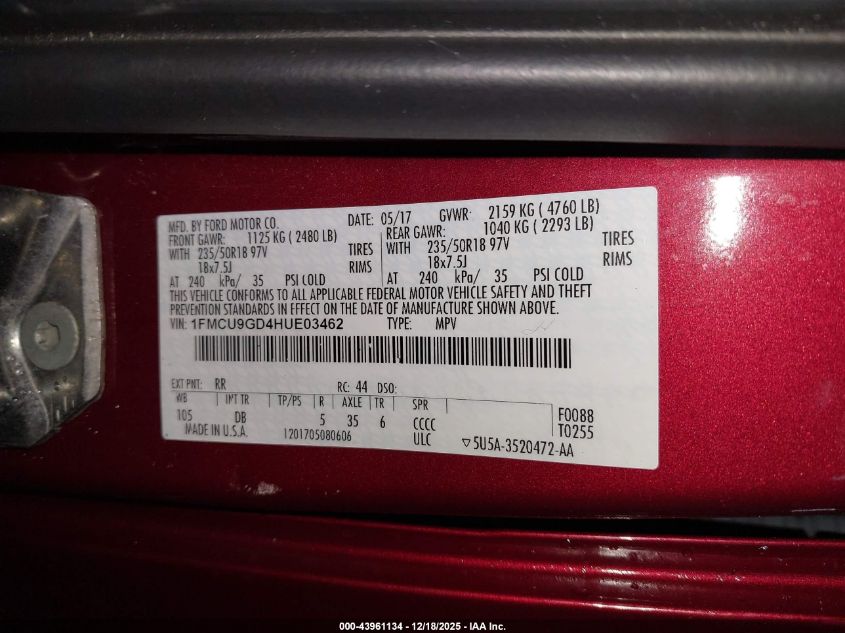 MFD. BY FORD MOTOR CO. DATE: 05/17 GVWR: 2159 KG ( 4760 LB)
FRONT GAWR: 1125 KG ( 2480 LB) REAR GAWR: 1040 KG ( 2293 LB)
WITH 235/50R18 97V TIRES WITH 235/50R18 97V TIRES
18x7.5J RIMS 18x7.5J RIMS
AT 240 kPa/ 35 PSI COLD AT 240 kPa/ 35 PSI COLD
THIS VEHICLE CONFORMS TO ALL APPLICABLE FEDERAL MOTOR VEHICLE SAFETY AND THEFT
PREVENTION STANDARDS IN EFFECT ON THE DATE OF MANUFACTURE SHOWN ABOVE.
VIN: 1FMCU9GD4HUE03462 TYPE: MPV
EXT PNT: RR RC: 44 DSO:
WB INT TR TP/PS R AXLE TR SPR
105 DB 5 35 6 CCCC F0088
MADE IN U.S.A. 1201705080606 ULC T0255
▽5U5A-3520472-AA
000-43961134 - 12/18/2025 - IAA Inc.